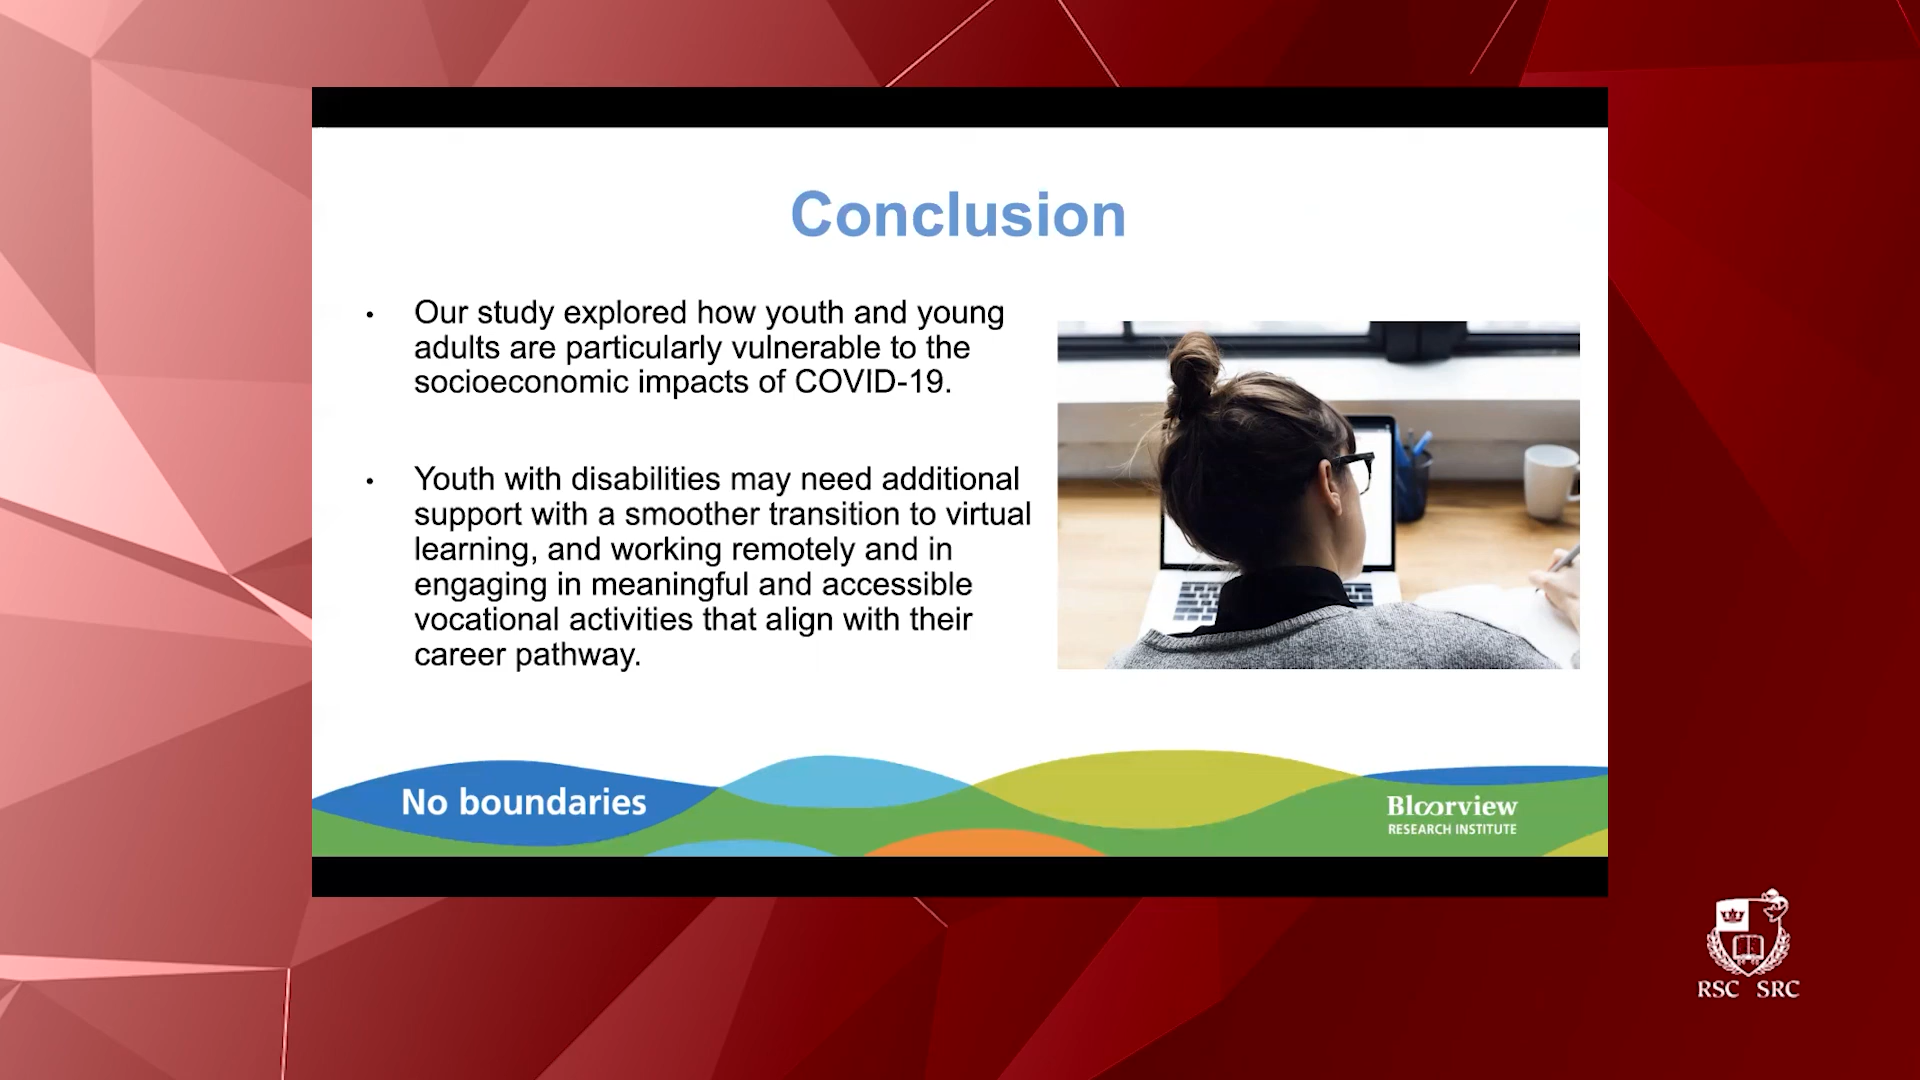 Conclusion
• Our study explored how youth and young
adults are particularly vulnerable to the
socioeconomic impacts of COVID-19.
• Youth with disabilities may need additional
support with a smoother transition to virtual
learning, and working remotely and in
engaging in meaningful and accessible
vocational activities that align with their
career pathway.
No boundaries
Bloorview
RESEARCH INSTITUTE
RSC SRC